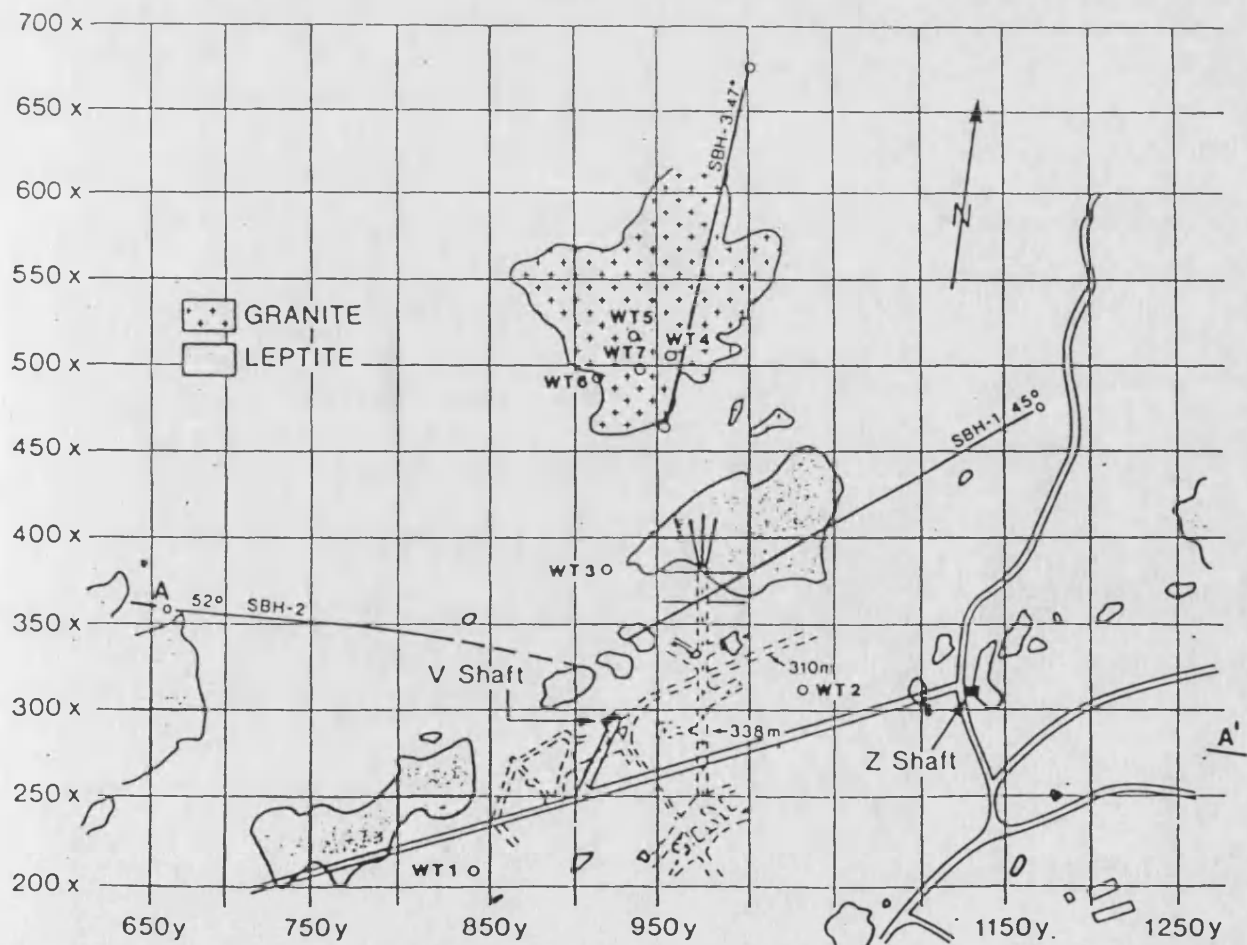 700 x
650 x
600 x
550 x
500 x
450 x
400 x
350 x
300 x
250 x
200 x
SBH-3 47°
N
GRANITE
LEPTITE
WT5
WT4
WT7
WT6
SBH-1 45°
WT3
A 52° SBH-2
V Shaft
310m
WT2
338m
Z Shaft
A'
WT1
650y 750y 850y 950y 1150y. 1250y